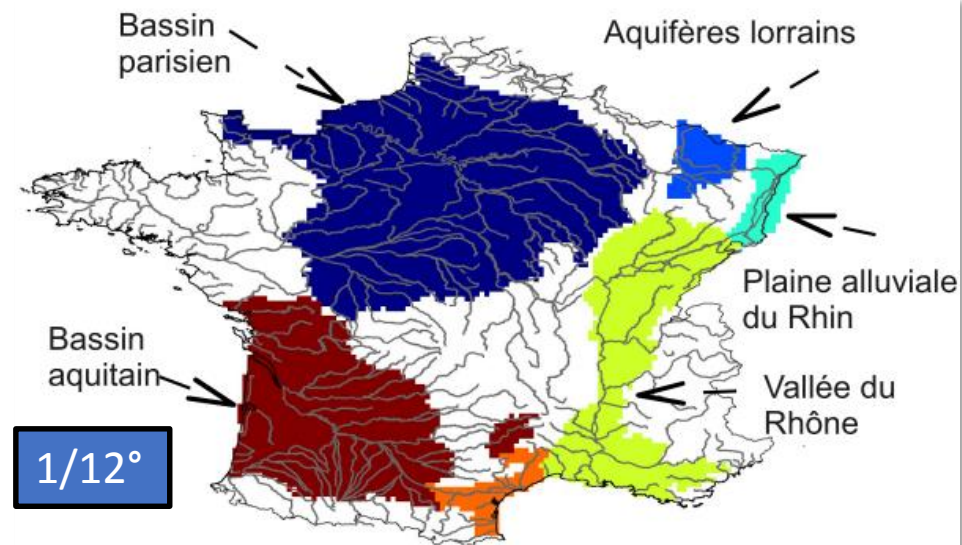 Bassin
parisien
Aquifères lorrains
Plaine alluviale
du Rhin
Bassin
aquitain
Vallée du
Rhône
1/12°